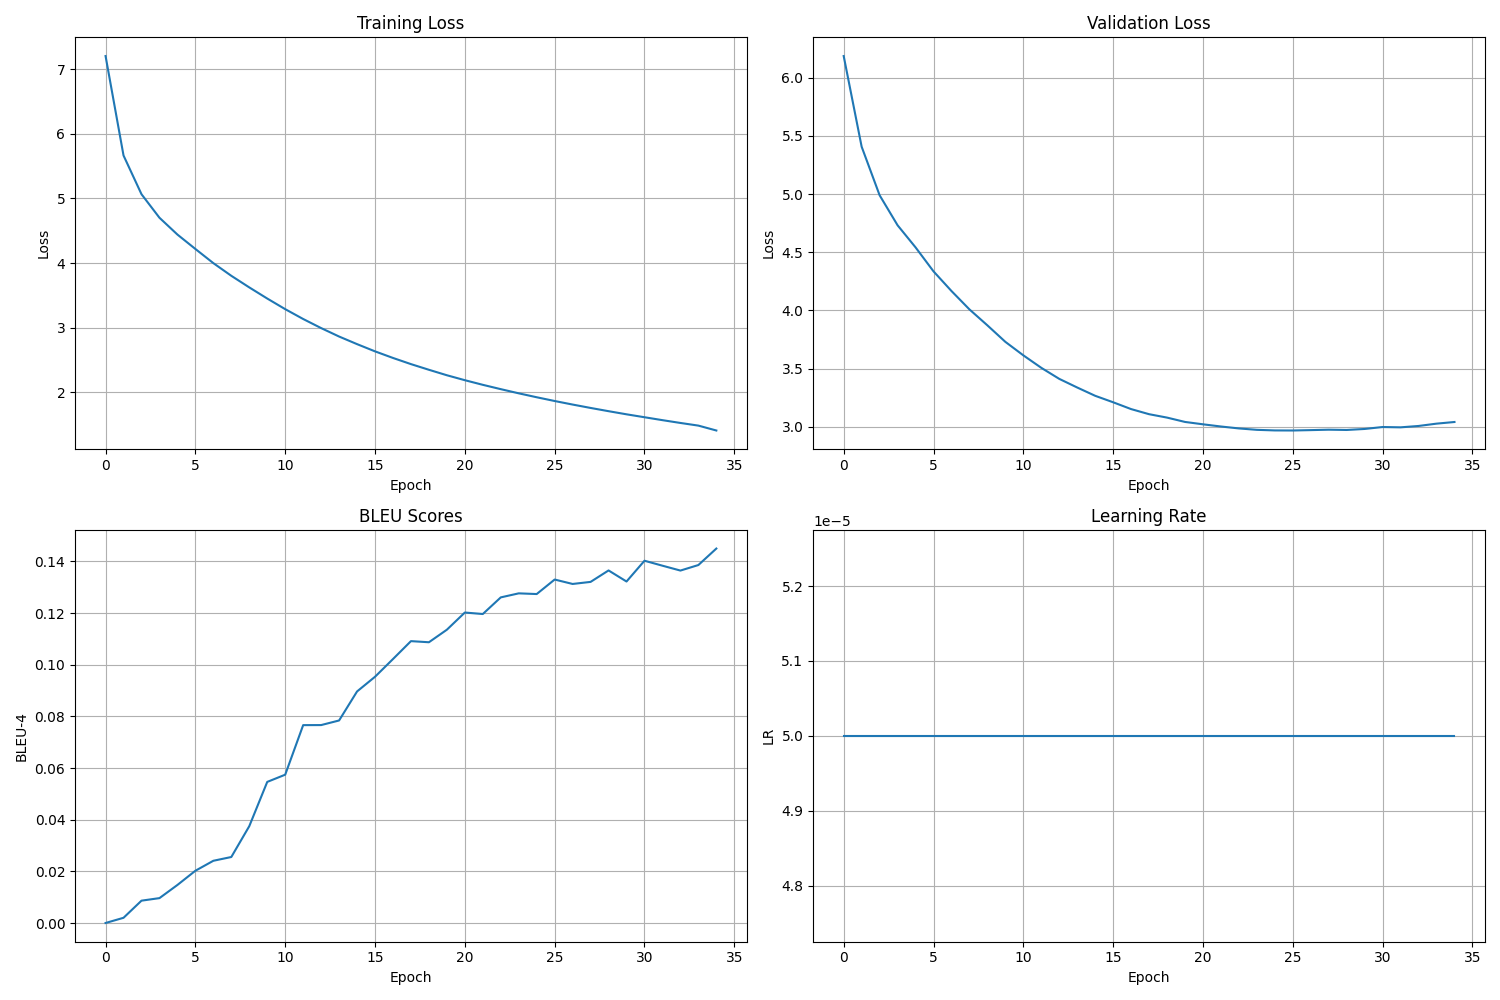 Training Loss
7
6
5
4
3
2
Loss
0 5 10 15 20 25 30 35
Epoch
Validation Loss
6.0
5.5
5.0
4.5
4.0
3.5
3.0
Loss
0 5 10 15 20 25 30 35
Epoch
BLEU Scores
0.14
0.12
0.10
0.08
0.06
0.04
0.02
0.00
BLEU-4
0 5 10 15 20 25 30 35
Epoch
Learning Rate
1e−5
5.2
5.1
5.0
4.9
4.8
LR
0 5 10 15 20 25 30 35
Epoch